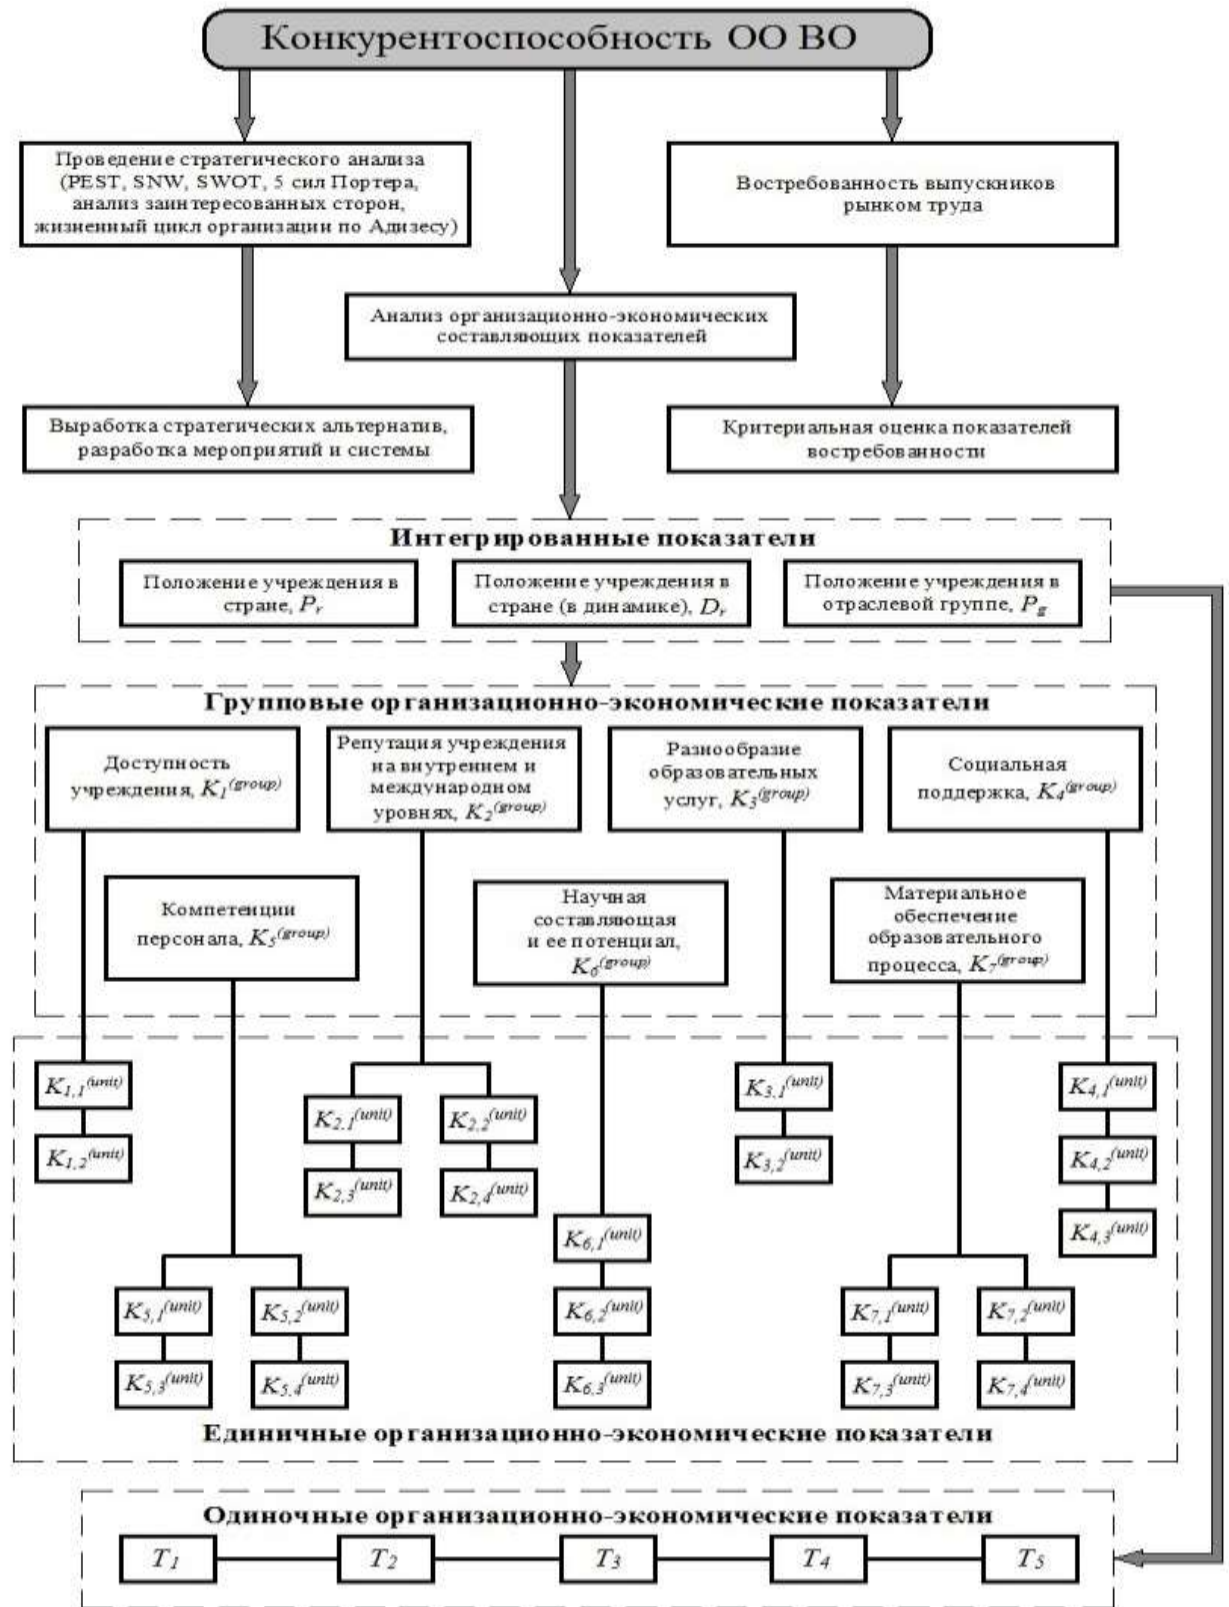 Конкурентоспособность ОО ВО
Проведение стратегического анализа
(PEST, SNW, SWOT, 5 сил Портера,
анализ заинтересованных сторон,
жизненный цикл организации по Адизесу)
Востребованность выпускников
рынком труда
Анализ организационно-экономических
составляющих показателей
Выработка стратегических альтернатив,
разработка мероприятий и системы
Критериальная оценка показателей
востребованности
Интегрированные показатели
Положение учреждения в
стране, Pr
Положение учреждения в
стране (в динамике), Dr
Положение учреждения в
отраслевой группе, Pg
Групповые организационно-экономические показатели
Доступность
учреждения, K1(group)
Репутация учреждения
на внутреннем и
международном
уровнях, K2(group)
Разнообразие
образовательных
услуг, K3(group)
Социальная
поддержка, K4(group)
Компетенции
персонала, K5(group)
Научная
составляющая
и ее потенциал,
K6(group)
Материальное
обеспечение
образовательного
процесса, K7(group)
K1,1(unit)
K1,2(unit)
K2,1(unit)
K2,2(unit)
K2,3(unit)
K2,4(unit)
K3,1(unit)
K3,2(unit)
K4,1(unit)
K4,2(unit)
K4,3(unit)
K5,1(unit)
K5,2(unit)
K5,3(unit)
K5,4(unit)
K6,1(unit)
K6,2(unit)
K6,3(unit)
K7,1(unit)
K7,2(unit)
K7,3(unit)
K7,4(unit)
Единичные организационно-экономические показатели
Одиночные организационно-экономические показатели
T1
T2
T3
T4
T5